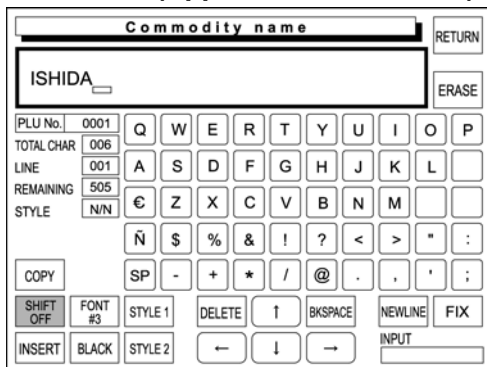 Commodity name
RETURN
ISHIDA
ERASE
PLU No. 0001 Q W E R T Y U I O P
TOTAL CHAR 006
LINE 001 A S D F G H J K L
REMAINING 505
STYLE N/N € Z X C V B N M
Ñ $ % & ! ? < > " :
COPY SP - + * / @ . , ' ;
SHIFT OFF FONT #3 STYLE 1 DELETE ↑ BKSPACE NEWLINE FIX
INSERT BLACK STYLE 2 ← ↓ → INPUT